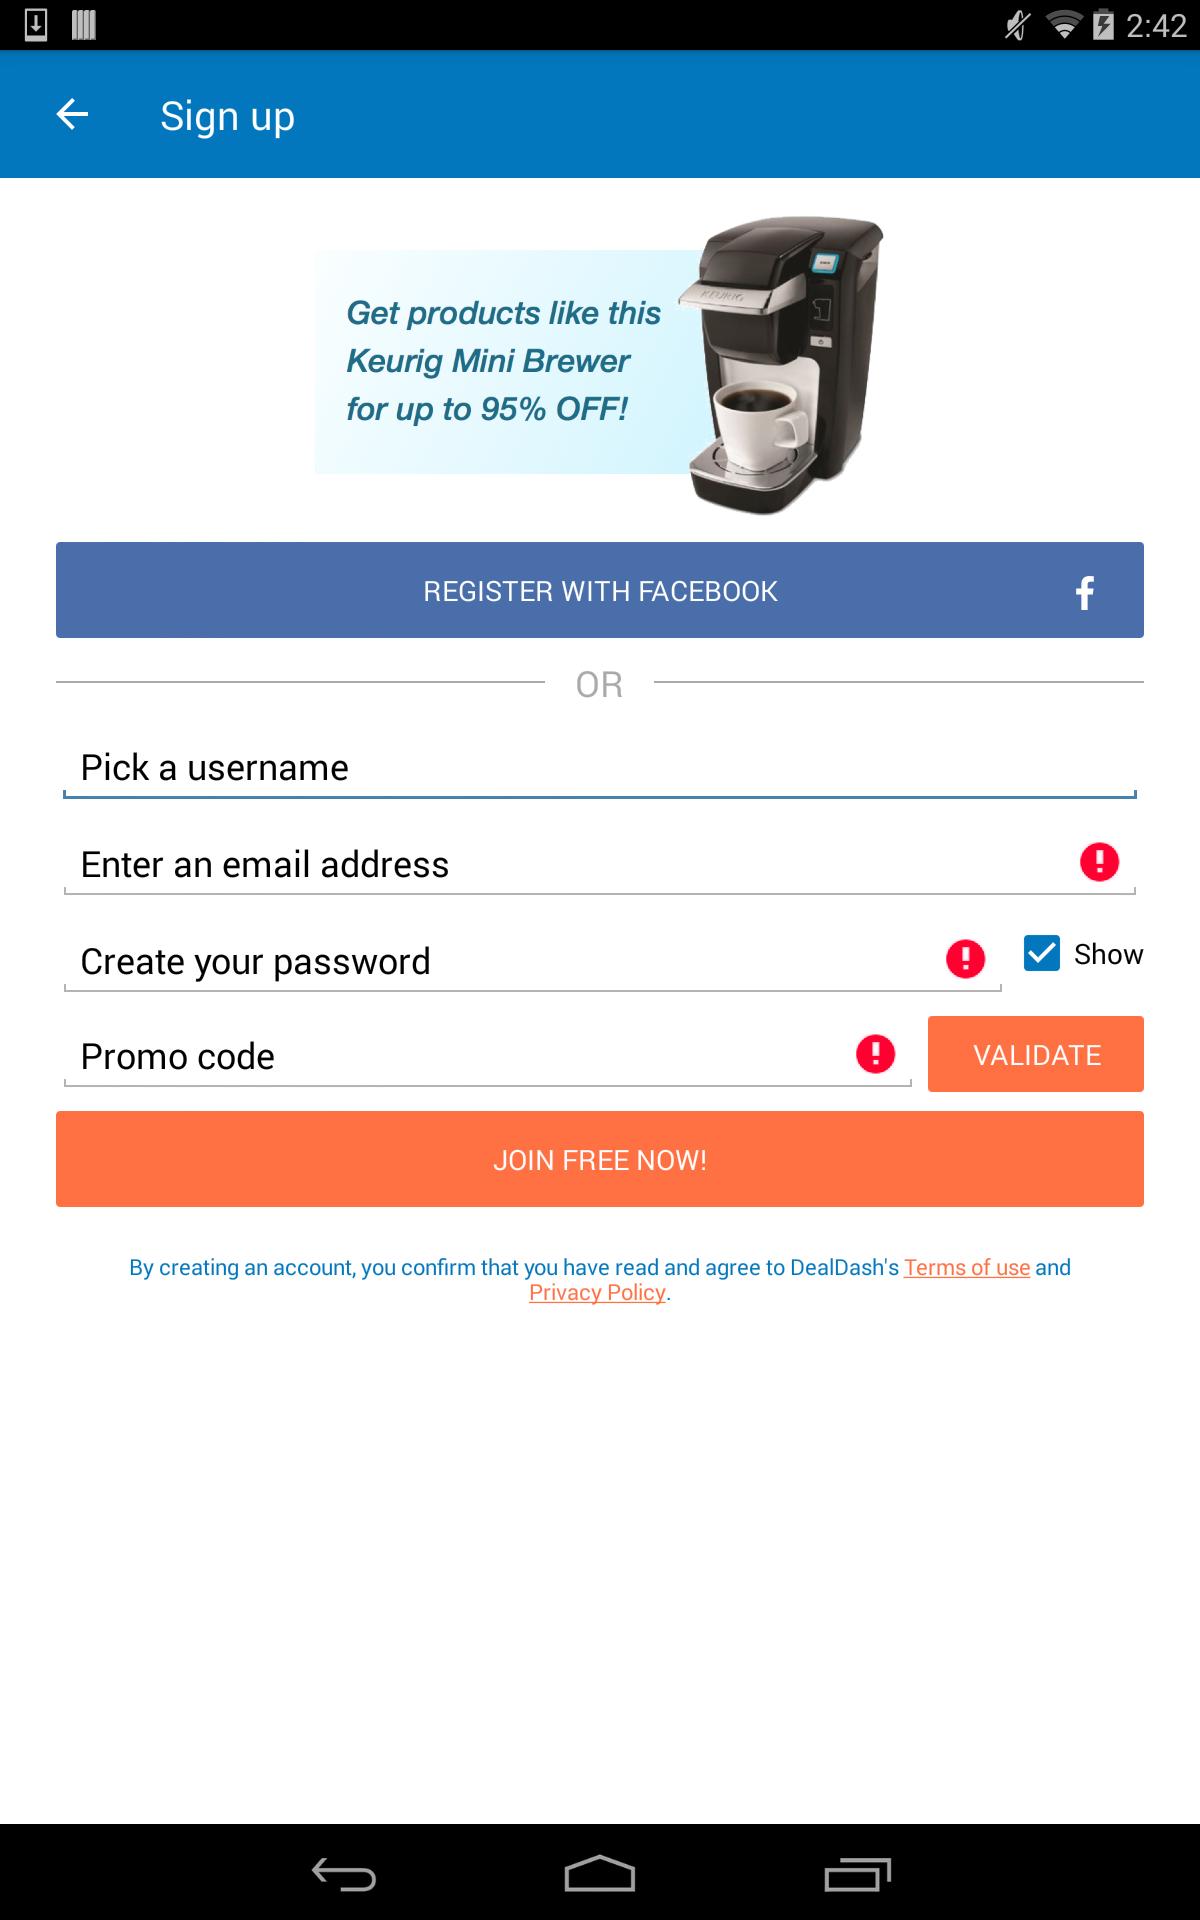 2:42
Sign up
Get products like this
Keurig Mini Brewer
for up to 95% OFF!
KEURIG
REGISTER WITH FACEBOOK
OR
Pick a username
Enter an email address
Create your password
Show
Promo code
VALIDATE
JOIN FREE NOW!
By creating an account, you confirm that you have read and agree to DealDash's Terms of use and
Privacy Policy.